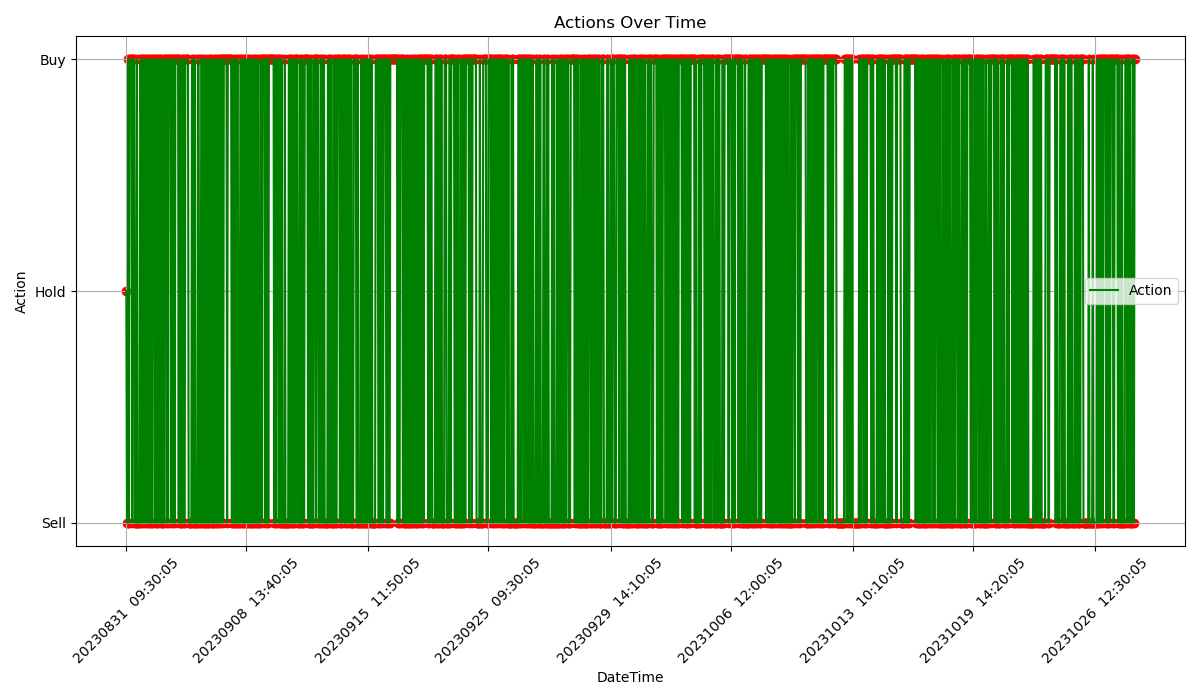 Actions Over Time
Buy
Hold
Sell
Action
Action
20230831 09:30:05
20230908 13:40:05
20230915 11:50:05
20230925 09:30:05
20230929 14:10:05
20231006 12:00:05
20231013 10:10:05
20231019 14:20:05
20231026 12:30:05
DateTime